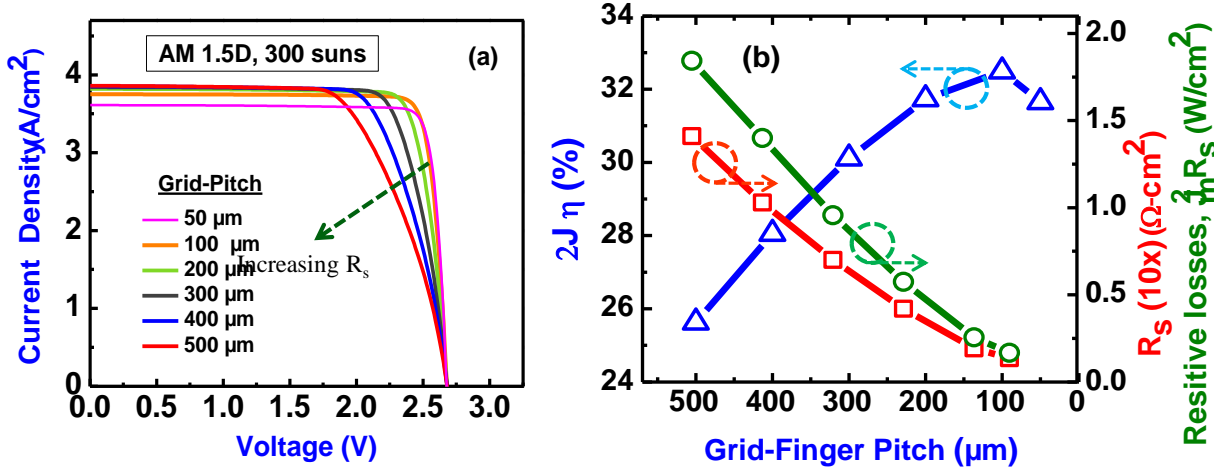 AM 1.5D, 300 suns
(a)
Current Density(A/cm²)
4
3
2
1
0
Grid-Pitch
50 µm
100 µm
200 µm
300 µm
400 µm
500 µm
Increasing Rs
0.0 0.5 1.0 1.5 2.0 2.5 3.0
Voltage (V)
(b)
2J η (%)
34
32
30
28
26
24
500 400 300 200 100 0
Grid-Finger Pitch (µm)
2.0
1.5
1.0
0.5
0.0
RS (10x) (Ω-cm²)
Resitive losses, J²mRs (W/cm²)